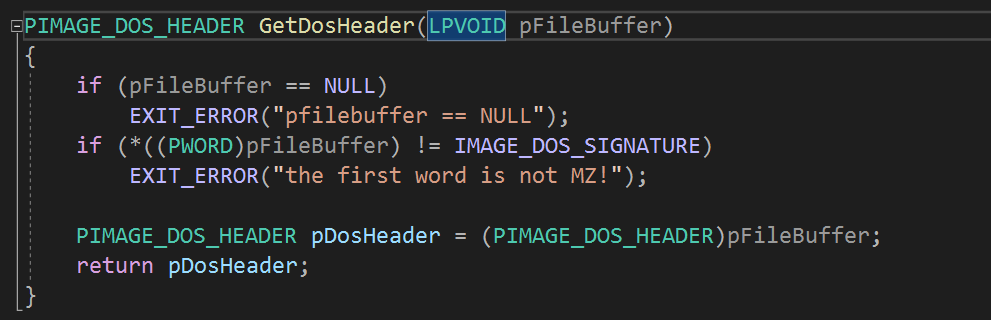 PIMAGE_DOS_HEADER GetDosHeader(LPVOID pFileBuffer)
{
    if (pFileBuffer == NULL)
        EXIT_ERROR("pfilebuffer == NULL");
    if (*((PWORD)pFileBuffer) != IMAGE_DOS_SIGNATURE)
        EXIT_ERROR("the first word is not MZ!");

    PIMAGE_DOS_HEADER pDosHeader = (PIMAGE_DOS_HEADER)pFileBuffer;
    return pDosHeader;
}